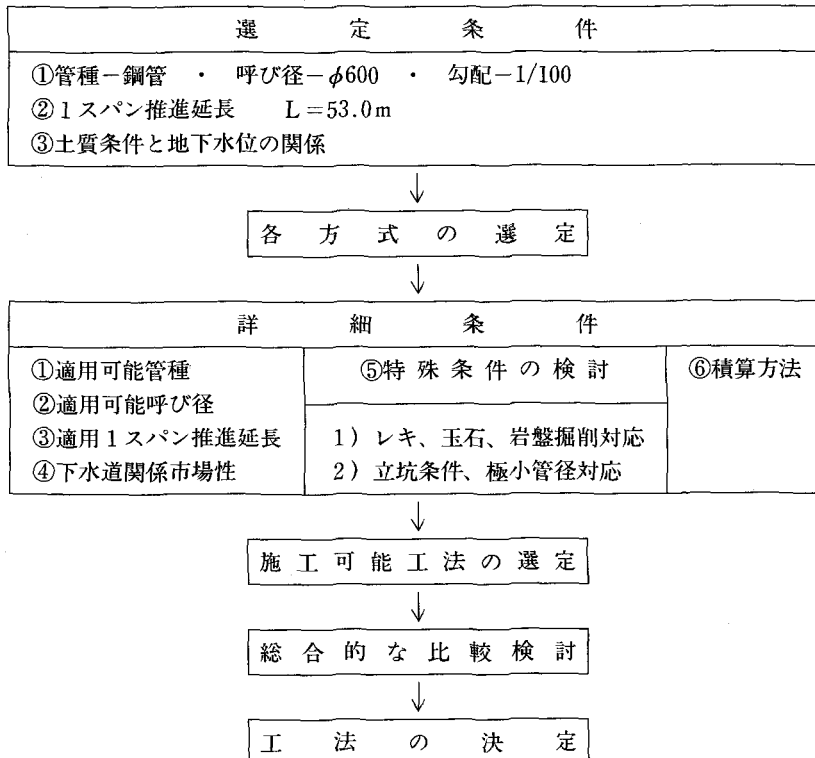 選定条件
①管種－鋼管 ・ 呼び径－φ600 ・ 勾配－1/100
②1スパン推進延長 L＝53.0m
③土質条件と地下水位の関係
各方式の選定
詳細条件
①適用可能管種
②適用可能呼び径
③適用1スパン推進延長
④下水道関係市場性
⑤特殊条件の検討
1）レキ、玉石、岩盤掘削対応
2）立坑条件、極小管径対応
⑥積算方法
施工可能工法の選定
総合的な比較検討
工法の決定